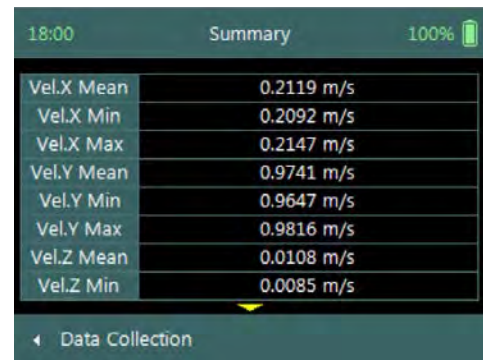 18:00 Summary 100%
Vel.X Mean 0.2119 m/s
Vel.X Min 0.2092 m/s
Vel.X Max 0.2147 m/s
Vel.Y Mean 0.9741 m/s
Vel.Y Min 0.9647 m/s
Vel.Y Max 0.9816 m/s
Vel.Z Mean 0.0108 m/s
Vel.Z Min 0.0085 m/s
Data Collection